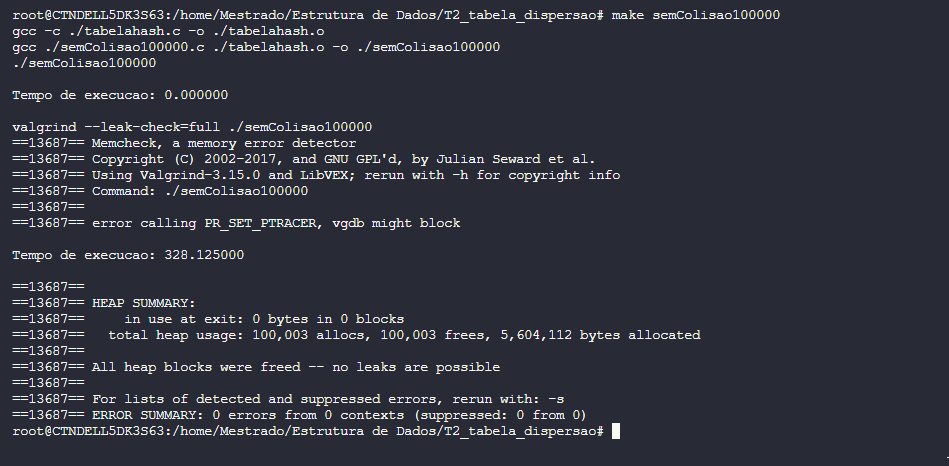 root@CTNDELL5DK3S63:/home/Mestrado/Estrutura de Dados/T2_tabela_dispersao# make semColisao100000
gcc -c ./tabelahash.c -o ./tabelahash.o
gcc ./semColisao100000.c ./tabelahash.o -o ./semColisao100000
./semColisao100000
Tempo de execucao: 0.000000
valgrind --leak-check=full ./semColisao100000
==13687== Memcheck, a memory error detector
==13687== Copyright (C) 2002-2017, and GNU GPL'd, by Julian Seward et al.
==13687== Using Valgrind-3.15.0 and LibVEX; rerun with -h for copyright info
==13687== Command: ./semColisao100000
==13687==
==13687== error calling PR_SET_PTRACER, vgdb might block
Tempo de execucao: 328.125000
==13687==
==13687== HEAP SUMMARY:
==13687==     in use at exit: 0 bytes in 0 blocks
==13687==   total heap usage: 100,003 allocs, 100,003 frees, 5,604,112 bytes allocated
==13687==
==13687== All heap blocks were freed -- no leaks are possible
==13687==
==13687== For lists of detected and suppressed errors, rerun with: -s
==13687== ERROR SUMMARY: 0 errors from 0 contexts (suppressed: 0 from 0)
root@CTNDELL5DK3S63:/home/Mestrado/Estrutura de Dados/T2_tabela_dispersao#